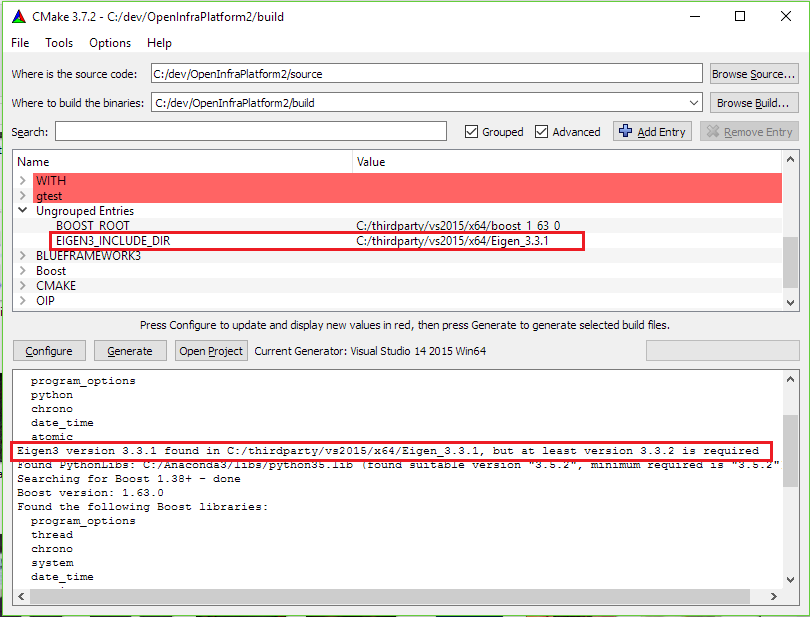 CMake 3.7.2 - C:/dev/OpenInfraPlatform2/build
File Tools Options Help
Where is the source code: C:/dev/OpenInfraPlatform2/source Browse Source...
Where to build the binaries: C:/dev/OpenInfraPlatform2/build Browse Build...
Search: Grouped Advanced Add Entry Remove Entry
Name Value
WITH
gtest
Ungrouped Entries
BOOST_ROOT C:/thirdparty/vs2015/x64/boost_1_63_0
EIGEN3_INCLUDE_DIR C:/thirdparty/vs2015/x64/Eigen_3.3.1
BLUEFRAMEWORK3
Boost
CMAKE
OIP
Press Configure to update and display new values in red, then press Generate to generate selected build files.
Configure Generate Open Project Current Generator: Visual Studio 14 2015 Win64
program_options
python
chrono
date_time
atomic
Eigen3 version 3.3.1 found in C:/thirdparty/vs2015/x64/Eigen_3.3.1, but at least version 3.3.2 is required
Found PythonLibs: C:/Anaconda3/libs/python35.lib (found suitable version "3.5.2", minimum required is "3.5.2"
Searching for Boost 1.38+ - done
Boost version: 1.63.0
Found the following Boost libraries:
program_options
thread
chrono
system
date_time